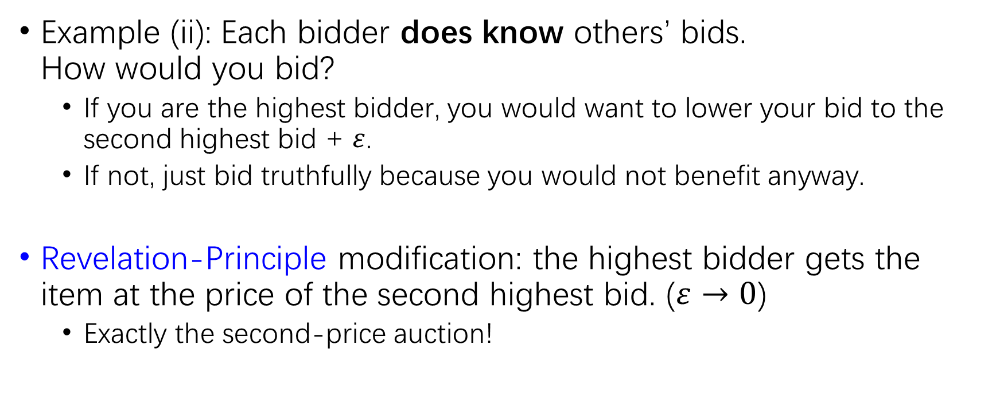 • Example (ii): Each bidder does know others’ bids.
How would you bid?
• If you are the highest bidder, you would want to lower your bid to the
second highest bid + ε.
• If not, just bid truthfully because you would not benefit anyway.
• Revelation-Principle modification: the highest bidder gets the
item at the price of the second highest bid. (ε → 0)
• Exactly the second-price auction!